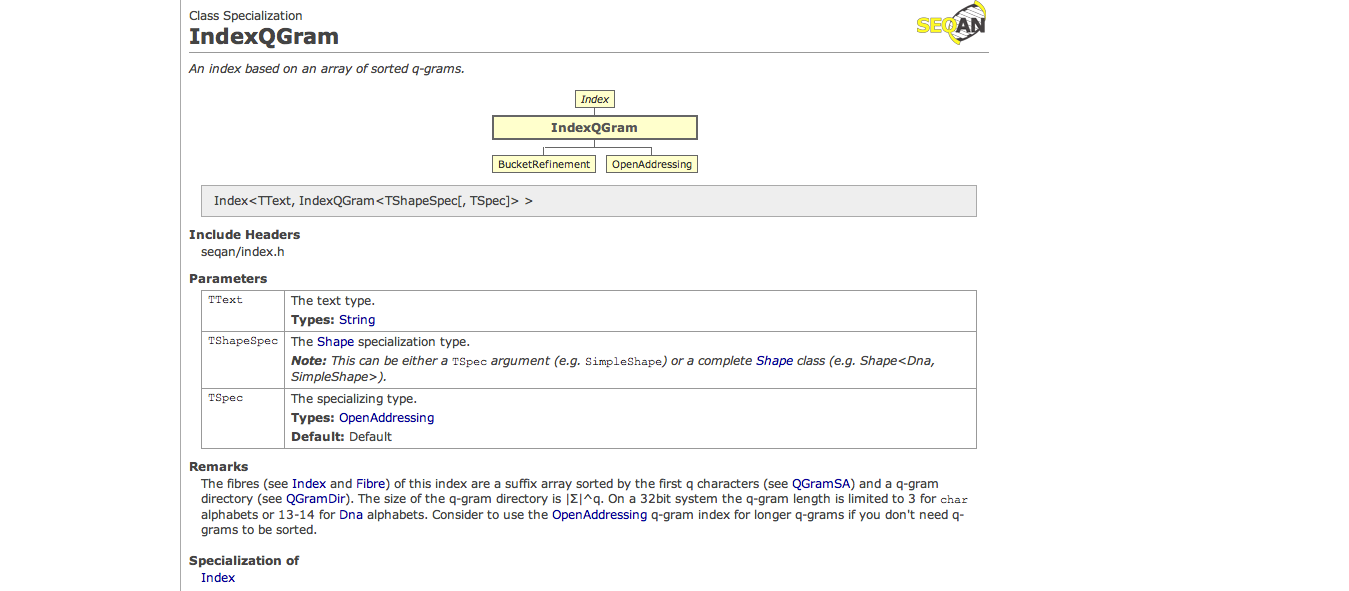 Class Specialization
IndexQGram
SEQAN
An index based on an array of sorted q-grams.
Index
IndexQGram
BucketRefinement OpenAddressing
Index<TText, IndexQGram<TShapeSpec[, TSpec]> >
Include Headers
seqan/index.h
Parameters
TText The text type.
Types: String
TShapeSpec The Shape specialization type.
Note: This can be either a TSpec argument (e.g. SimpleShape) or a complete Shape class (e.g. Shape<Dna,
SimpleShape>).
TSpec The specializing type.
Types: OpenAddressing
Default: Default
Remarks
The fibres (see Index and Fibre) of this index are a suffix array sorted by the first q characters (see QGramSA) and a q-gram
directory (see QGramDir). The size of the q-gram directory is |Σ|^q. On a 32bit system the q-gram length is limited to 3 for char
alphabets or 13-14 for Dna alphabets. Consider to use the OpenAddressing q-gram index for longer q-grams if you don't need q-
grams to be sorted.
Specialization of
Index